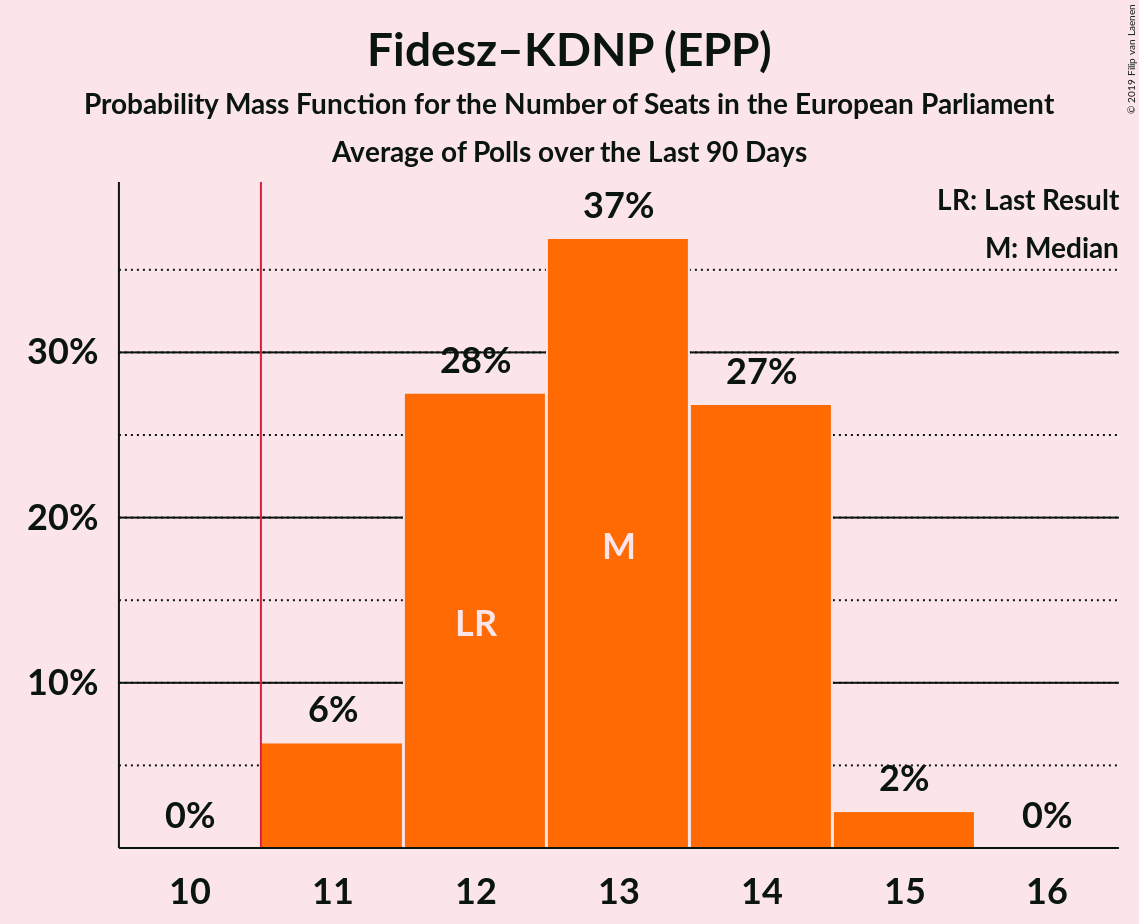 Fidesz–KDNP (EPP)
Probability Mass Function for the Number of Seats in the European Parliament
Average of Polls over the Last 90 Days
© 2019 Filip van Laenen
LR: Last Result
M: Median
37%
30%
28%
27%
20%
M
LR
10%
6%
2%
0%
0%
10 11 12 13 14 15 16